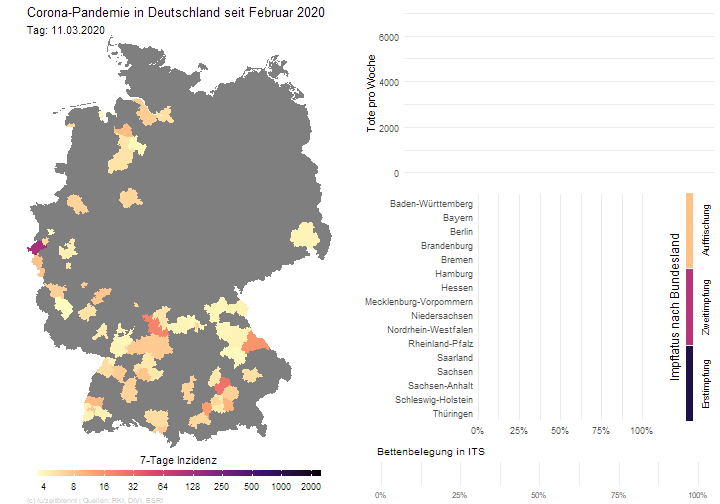 Corona-Pandemie in Deutschland seit Februar 2020
Tag: 11.03.2020
7-Tage Inzidenz
4 8 16 32 64 128 250 500 1000 2000
Quellen: RKI, DIVI, ESRI
Tote pro Woche
6000
4000
2000
0
Baden-Württemberg
Bayern
Berlin
Brandenburg
Bremen
Hamburg
Hessen
Mecklenburg-Vorpommern
Niedersachsen
Nordrhein-Westfalen
Rheinland-Pfalz
Saarland
Sachsen
Sachsen-Anhalt
Schleswig-Holstein
Thüringen
0% 25% 50% 75% 100%
Impftatus nach Bundesland
Auffrischung
Zweitimpfung
Erstimpfung
Bettenbelegung in ITS
0% 25% 50% 75% 100%